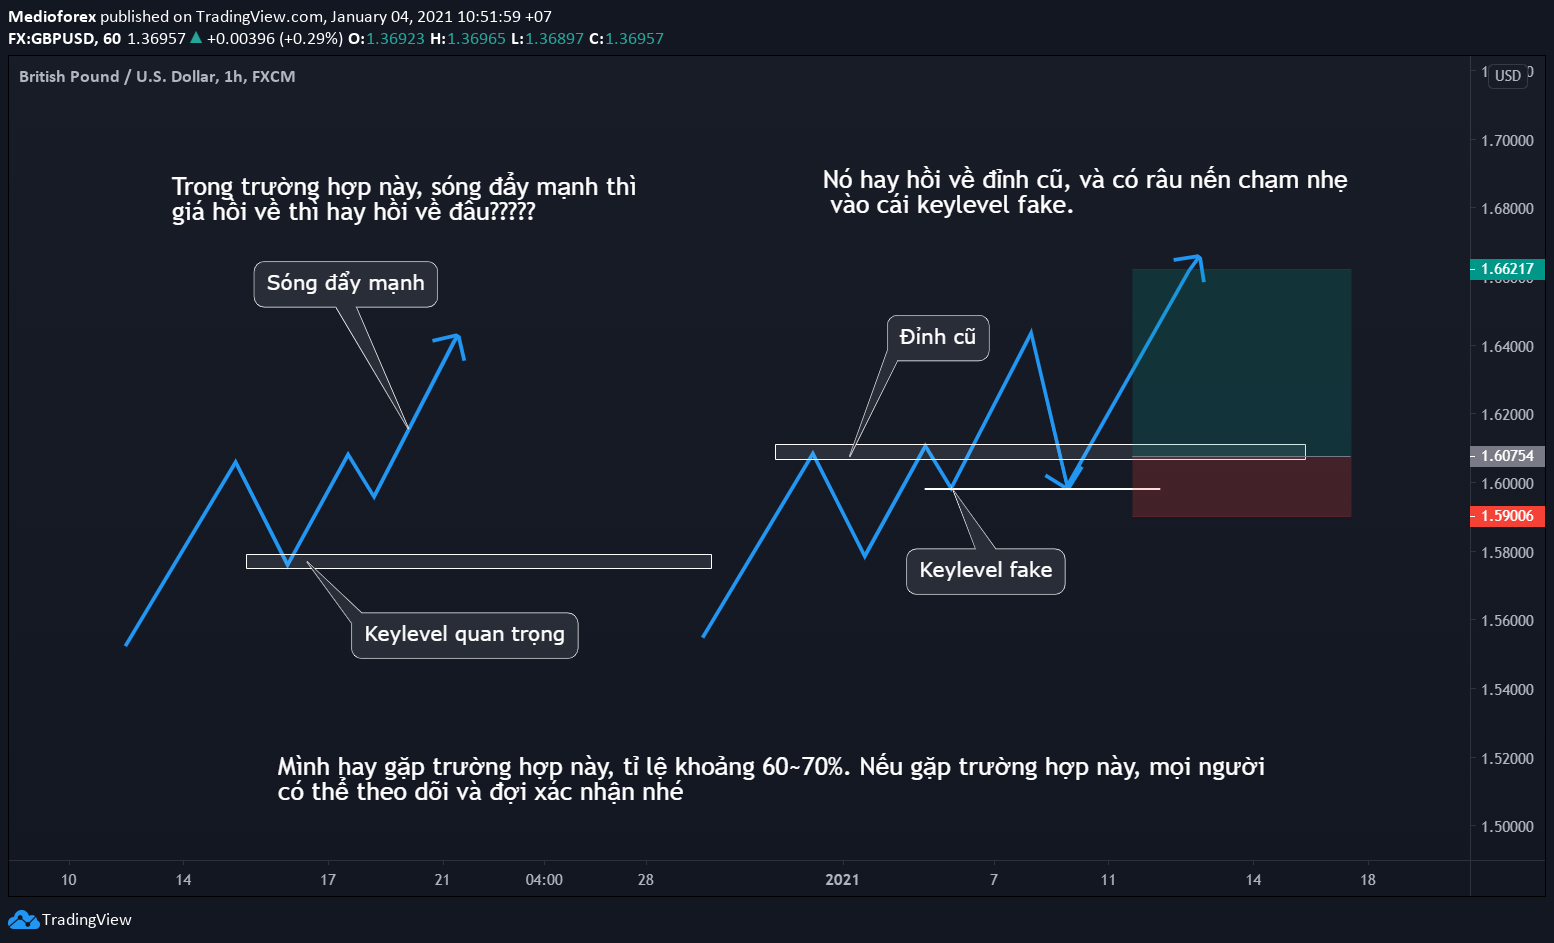 Medioforex published on TradingView.com, January 04, 2021 10:51:59 +07
FX:GBPUSD, 60 1.36957 ▲ +0.00396 (+0.29%) O:1.36923 H:1.36965 L:1.36897 C:1.36957
British Pound / U.S. Dollar, 1h, FXCM
USD
1.70000
1.68000
Trong trường hợp này, sóng đẩy mạnh thì
giá hồi về thì hay hồi về đâu?????
Nó hay hồi về đỉnh cũ, và có râu nến chạm nhẹ
vào cái keylevel fake.
Sóng đẩy mạnh
1.66217
Đỉnh cũ
1.64000
1.62000
1.60754
1.60000
1.59006
1.58000
Keylevel fake
Keylevel quan trọng
1.56000
1.54000
1.52000
1.50000
Mình hay gặp trường hợp này, tỉ lệ khoảng 60~70%. Nếu gặp trường hợp này, mọi người
có thể theo dõi và đợi xác nhận nhé
10 14 17 21 04:00 28 2021 7 11 14 18
TradingView